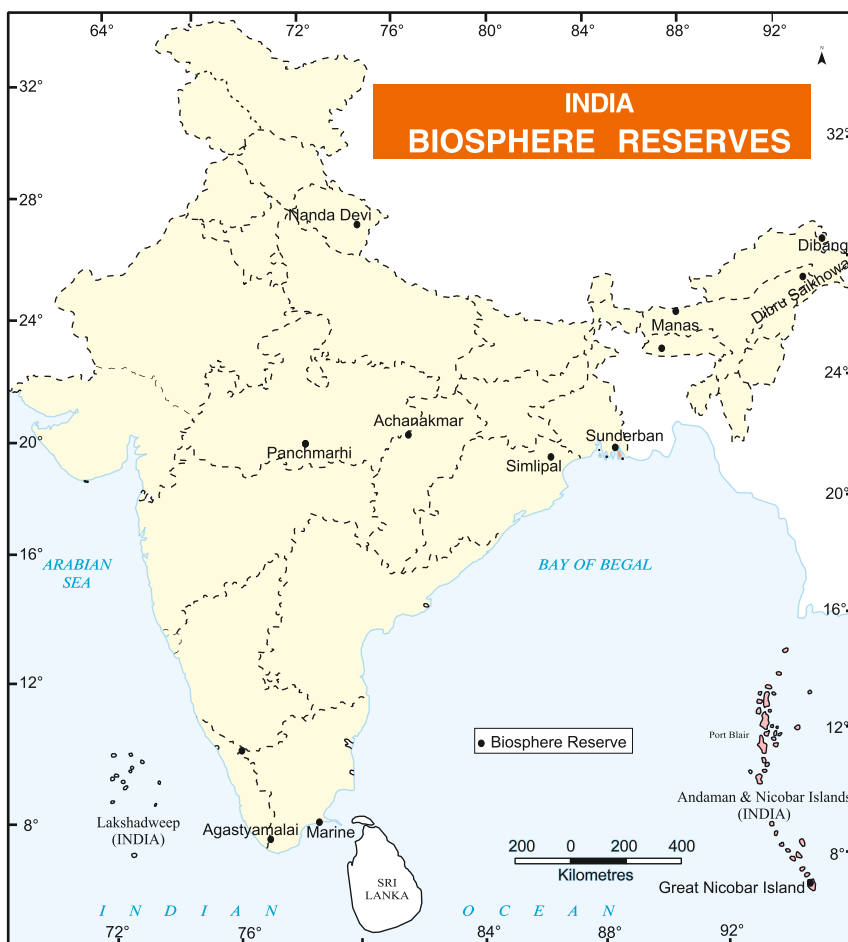 64°
72°
76°
80°
84°
88°
92°
N
32°
INDIA
BIOSPHERE RESERVES
32°
28°
Nanda Devi
Dibang
Dibru Saikhowa
24°
Manas
24°
Achanakmar
20°
Panchmarhi
Sunderban
Simlipal
20°
16°
ARABIAN
SEA
BAY OF BEGAL
16°
12°
Port Blair
12°
Biosphere Reserve
Andaman & Nicobar Islands
(INDIA)
Lakshadweep
(INDIA)
8°
Agastyamalai
Marine
200 0 200 400
Kilometres
8°
SRI
LANKA
Great Nicobar Island
INDIAN OCEAN
72°
76°
84°
88°
92°